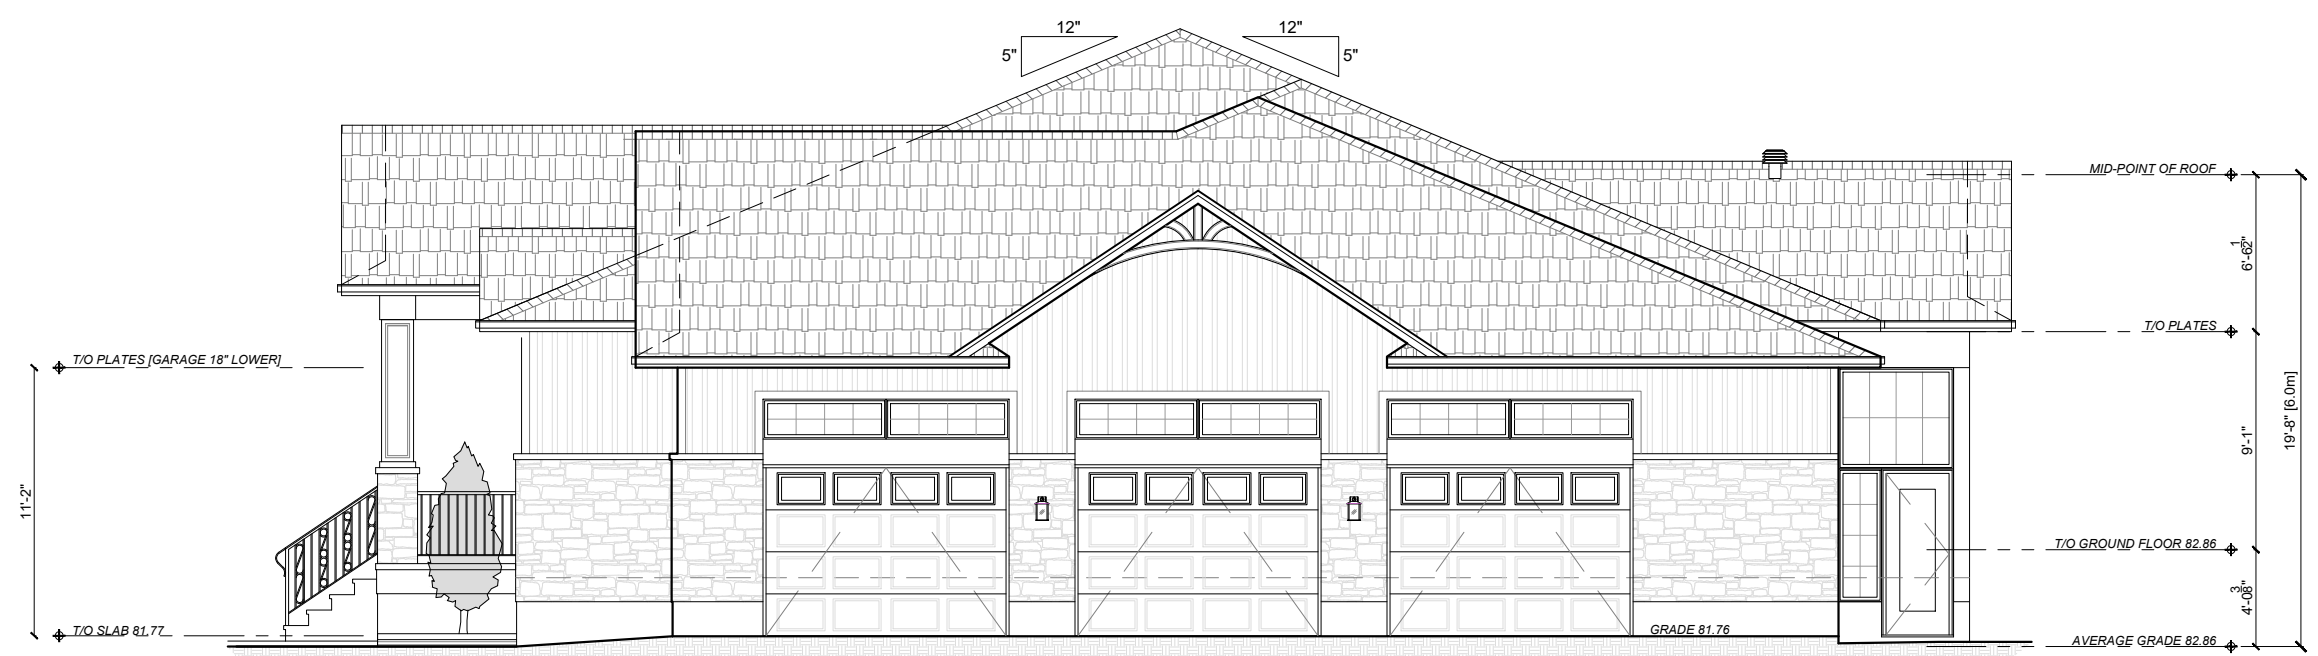 12" 12"
5" 5"
MID-POINT OF ROOF
6'-6 1/2"
T/O PLATES
T/O PLATES [GARAGE 18" LOWER]
9'-1"
19'-8" [6.0m]
11'-2"
T/O GROUND FLOOR 82.86
4'-0 3/8"
T/O SLAB 81.77
GRADE 81.76
AVERAGE GRADE 82.86